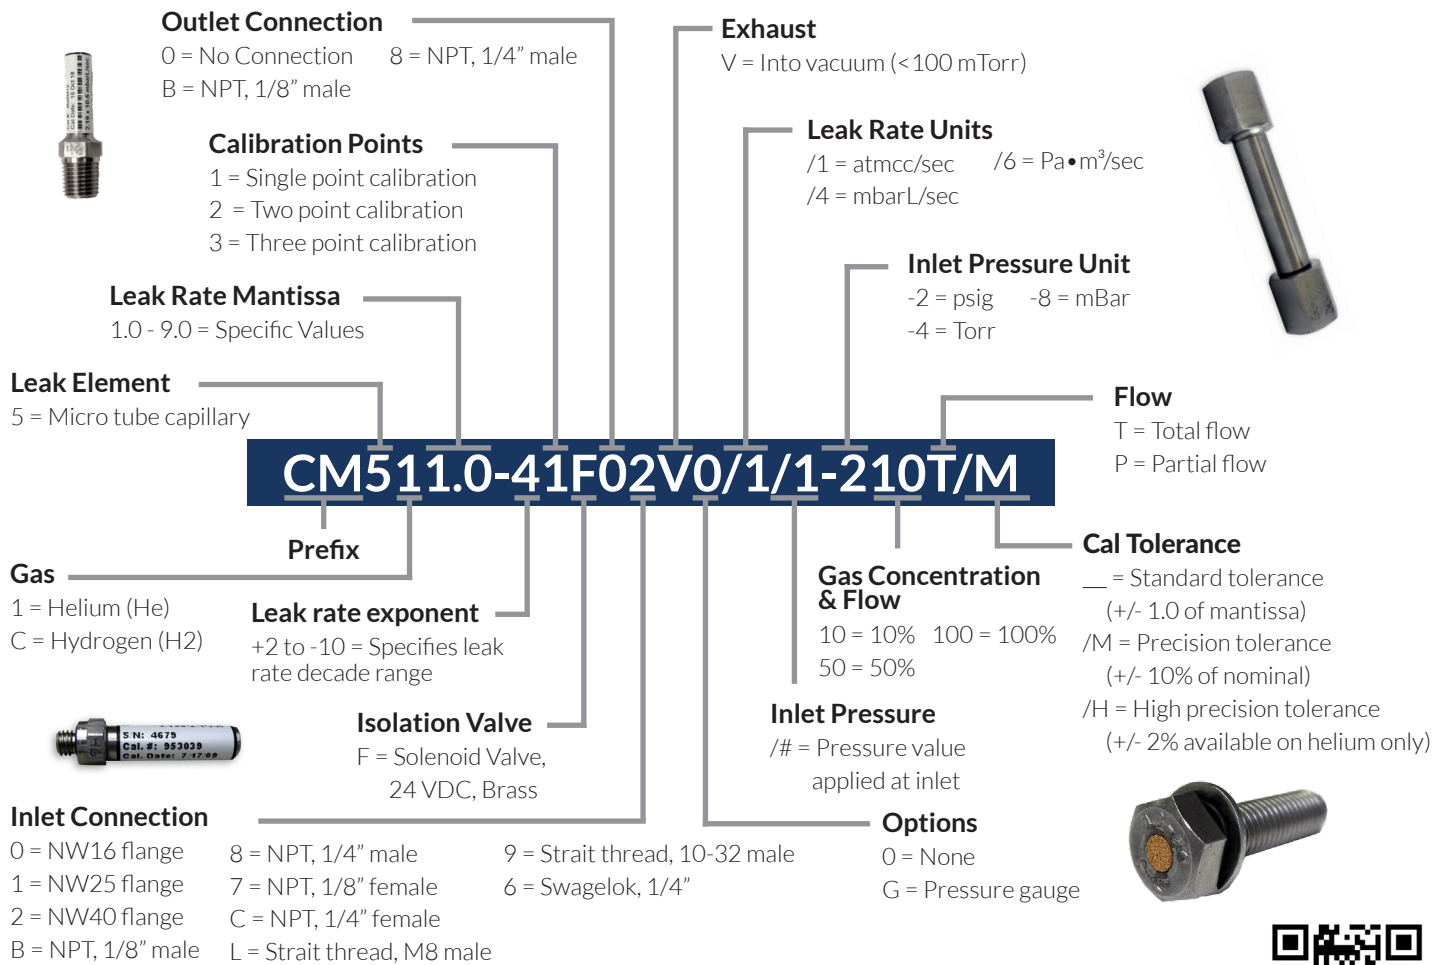 Outlet Connection
0 = No Connection 8 = NPT, 1/4” male
B = NPT, 1/8” male
Exhaust
V = Into vacuum (<100 mTorr)
Calibration Points
1 = Single point calibration
2 = Two point calibration
3 = Three point calibration
Leak Rate Units
/1 = atmcc/sec /6 = Pa•m³/sec
/4 = mbarL/sec
Leak Rate Mantissa
1.0 - 9.0 = Specific Values
Inlet Pressure Unit
-2 = psig -8 = mBar
-4 = Torr
Leak Element
5 = Micro tube capillary
Flow
T = Total flow
P = Partial flow
CM511.0-41F02V0/1/1-210T/M
Prefix
Gas
1 = Helium (He)
C = Hydrogen (H2)
Leak rate exponent
+2 to -10 = Specifies leak
rate decade range
Gas Concentration
& Flow
10 = 10% 100 = 100%
50 = 50%
Cal Tolerance
__ = Standard tolerance
(+/- 1.0 of mantissa)
/M = Precision tolerance
(+/- 10% of nominal)
/H = High precision tolerance
(+/- 2% available on helium only)
Isolation Valve
F = Solenoid Valve,
24 VDC, Brass
Inlet Pressure
/# = Pressure value
applied at inlet
S/N: 4679
Cal. #: 953039
Cal. Date: 7/17/09
Inlet Connection
0 = NW16 flange
1 = NW25 flange
2 = NW40 flange
B = NPT, 1/8” male
8 = NPT, 1/4” male
7 = NPT, 1/8” female
C = NPT, 1/4” female
L = Strait thread, M8 male
9 = Strait thread, 10-32 male
6 = Swagelok, 1/4”
Options
0 = None
G = Pressure gauge